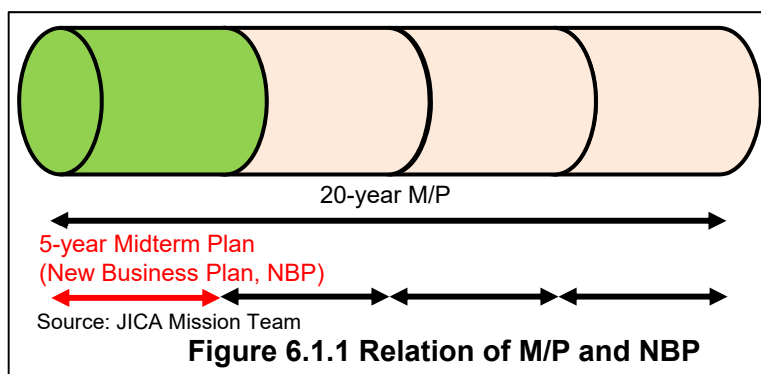 20-year M/P
5-year Midterm Plan
(New Business Plan, NBP)
Source: JICA Mission Team
Figure 6.1.1 Relation of M/P and NBP